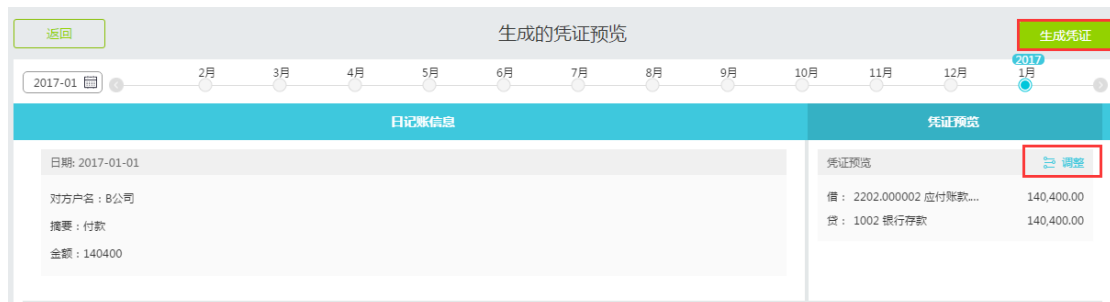 返回 生成的凭证预览 生成凭证
2017
2017-01 2月 3月 4月 5月 6月 7月 8月 9月 10月 11月 12月 1月
日记账信息 凭证预览
日期: 2017-01-01 凭证预览 调整
对方户名：B公司 借： 2202.000002 应付账款.... 140,400.00
摘要：付款 贷： 1002 银行存款 140,400.00
金额：140400